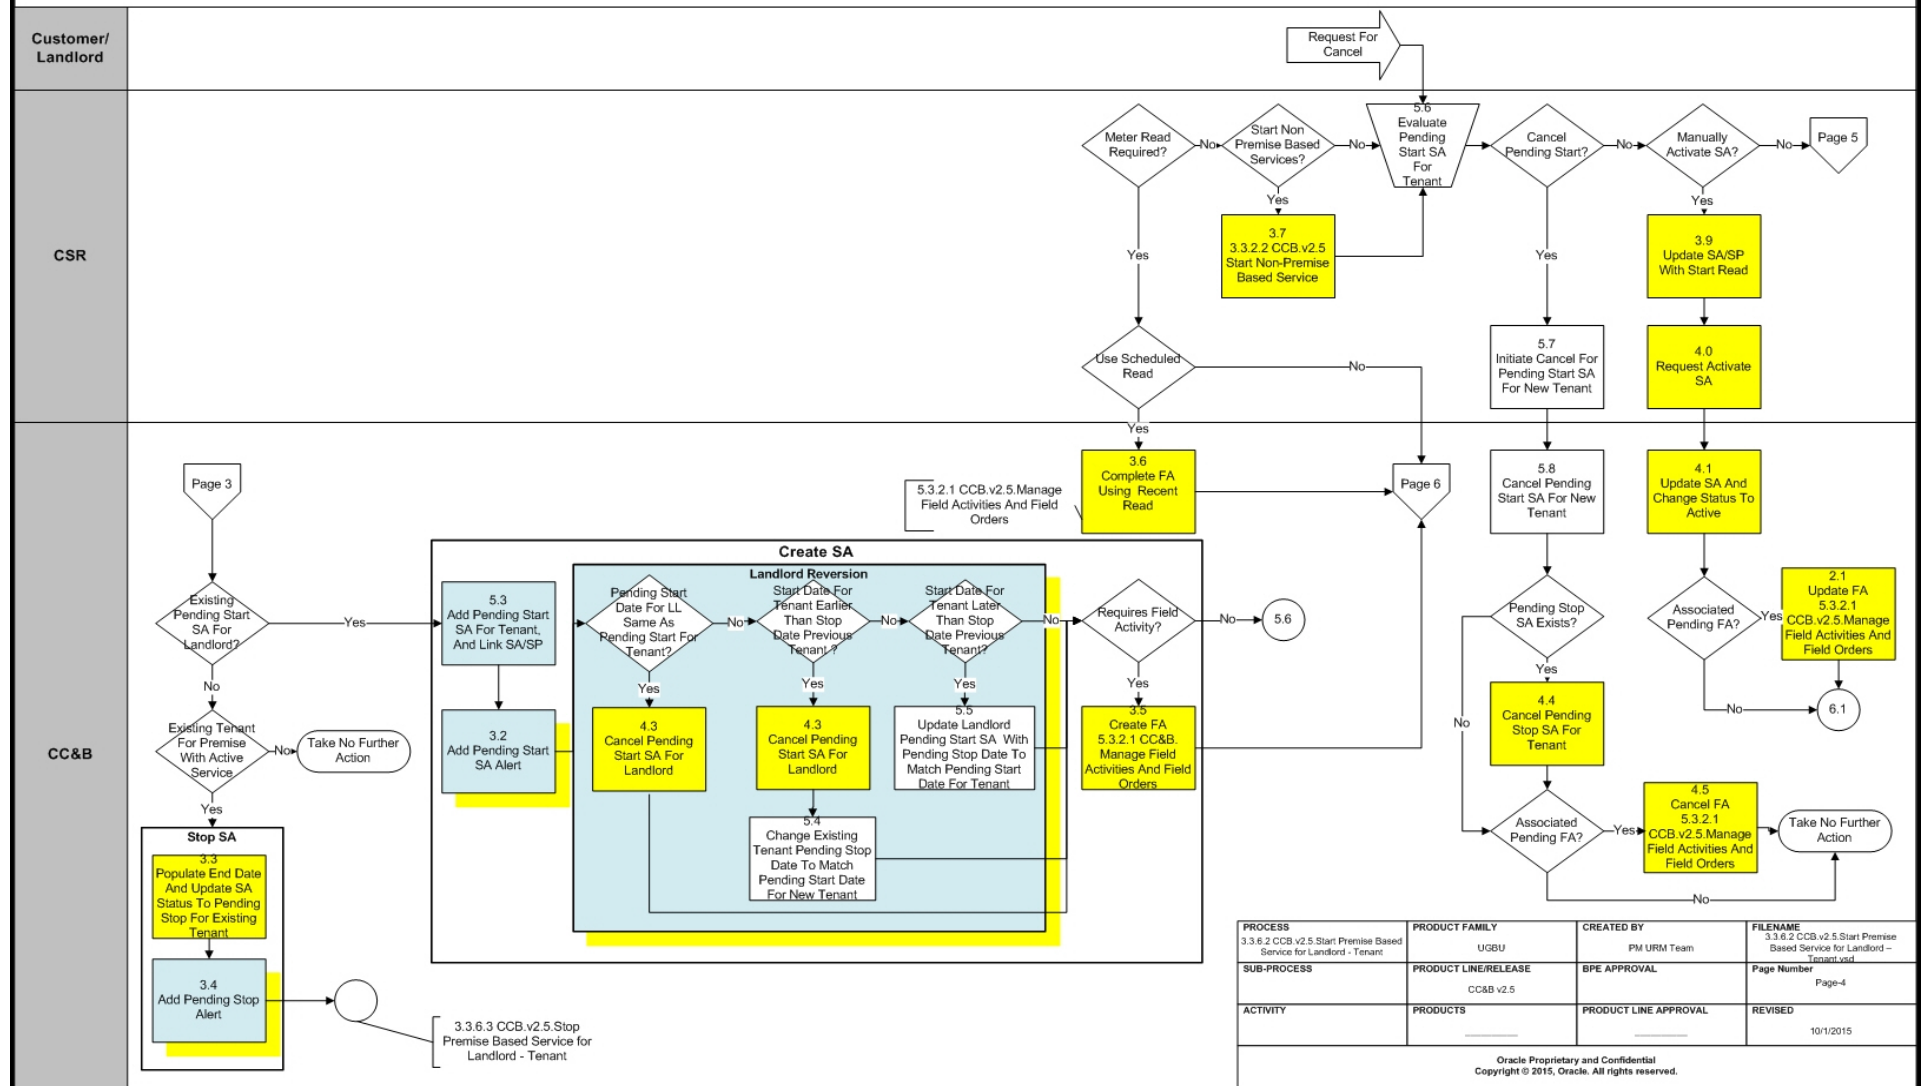 Customer/
Landlord
Request For
Cancel
CSR
Meter Read
Required?
No
Start Non
Premise Based
Services?
No
5.6
Evaluate
Pending
Start SA
For
Tenant
Cancel
Pending Start?
No
Manually
Activate SA?
No
Page 5
Yes
3.7
3.3.2.2 CCB.v2.5
Start Non-Premise
Based Service
Yes
Yes
Yes
3.9
Update SA/SP
With Start Read
Use Scheduled
Read
No
5.7
Initiate Cancel For
Pending Start SA
For New Tenant
4.0
Request Activate
SA
Yes
CC&B
Page 3
5.3.2.1 CCB.v2.5.Manage
Field Activities And Field
Orders
3.6
Complete FA
Using Recent
Read
Page 6
5.8
Cancel Pending
Start SA For New
Tenant
4.1
Update SA And
Change Status To
Active
Existing
Pending Start
SA For
Landlord?
Yes
No
Existing Tenant
For Premise
With Active
Service
No
Take No Further
Action
Yes
Create SA
5.3
Add Pending Start
SA For Tenant,
And Link SA/SP
3.2
Add Pending Start
SA Alert
Landlord Reversion
Pending Start
Date For LL
Same As
Pending Start For
Tenant?
No
Start Date For
Tenant Earlier
Than Stop
Date Previous
Tenant ?
No
Start Date For
Tenant Later
Than Stop
Date Previous
Tenant?
No
Requires Field
Activity?
No
5.6
Yes
Yes
Yes
Yes
4.3
Cancel Pending
Start SA For
Landlord
4.3
Cancel Pending
Start SA For
Landlord
5.5
Update Landlord
Pending Start SA With
Pending Stop Date To
Match Pending Start
Date For Tenant
3.5
Create FA
5.3.2.1 CC&B.
Manage Field
Activities And Field
Orders
5.4
Change Existing
Tenant Pending Stop
Date To Match
Pending Start Date
For New Tenant
Pending Stop
SA Exists?
Yes
No
4.4
Cancel Pending
Stop SA For
Tenant
Associated
Pending FA?
Yes
4.5
Cancel FA
5.3.2.1
CCB.v2.5.Manage
Field Activities And
Field Orders
Take No Further
Action
No
Associated
Pending FA?
Yes
2.1
Update FA
5.3.2.1
CCB.v2.5.Manage
Field Activities And
Field Orders
No
6.1
Stop SA
3.3
Populate End Date
And Update SA
Status To Pending
Stop For Existing
Tenant
3.4
Add Pending Stop
Alert
3.3.6.3 CCB.v2.5.Stop
Premise Based Service for
Landlord - Tenant
PROCESS
3.3.6.2 CCB.v2.5.Start Premise Based
Service for Landlord - Tenant
PRODUCT FAMILY
UGBU
CREATED BY
PM URM Team
FILENAME
3.3.6.2 CCB.v2.5.Start Premise
Based Service for Landlord –
Tenant.vsd
SUB-PROCESS
PRODUCT LINE/RELEASE
CC&B v2.5
BPE APPROVAL
Page Number
Page-4
ACTIVITY
PRODUCTS
PRODUCT LINE APPROVAL
REVISED
10/1/2015
Oracle Proprietary and Confidential
Copyright © 2015, Oracle. All rights reserved.